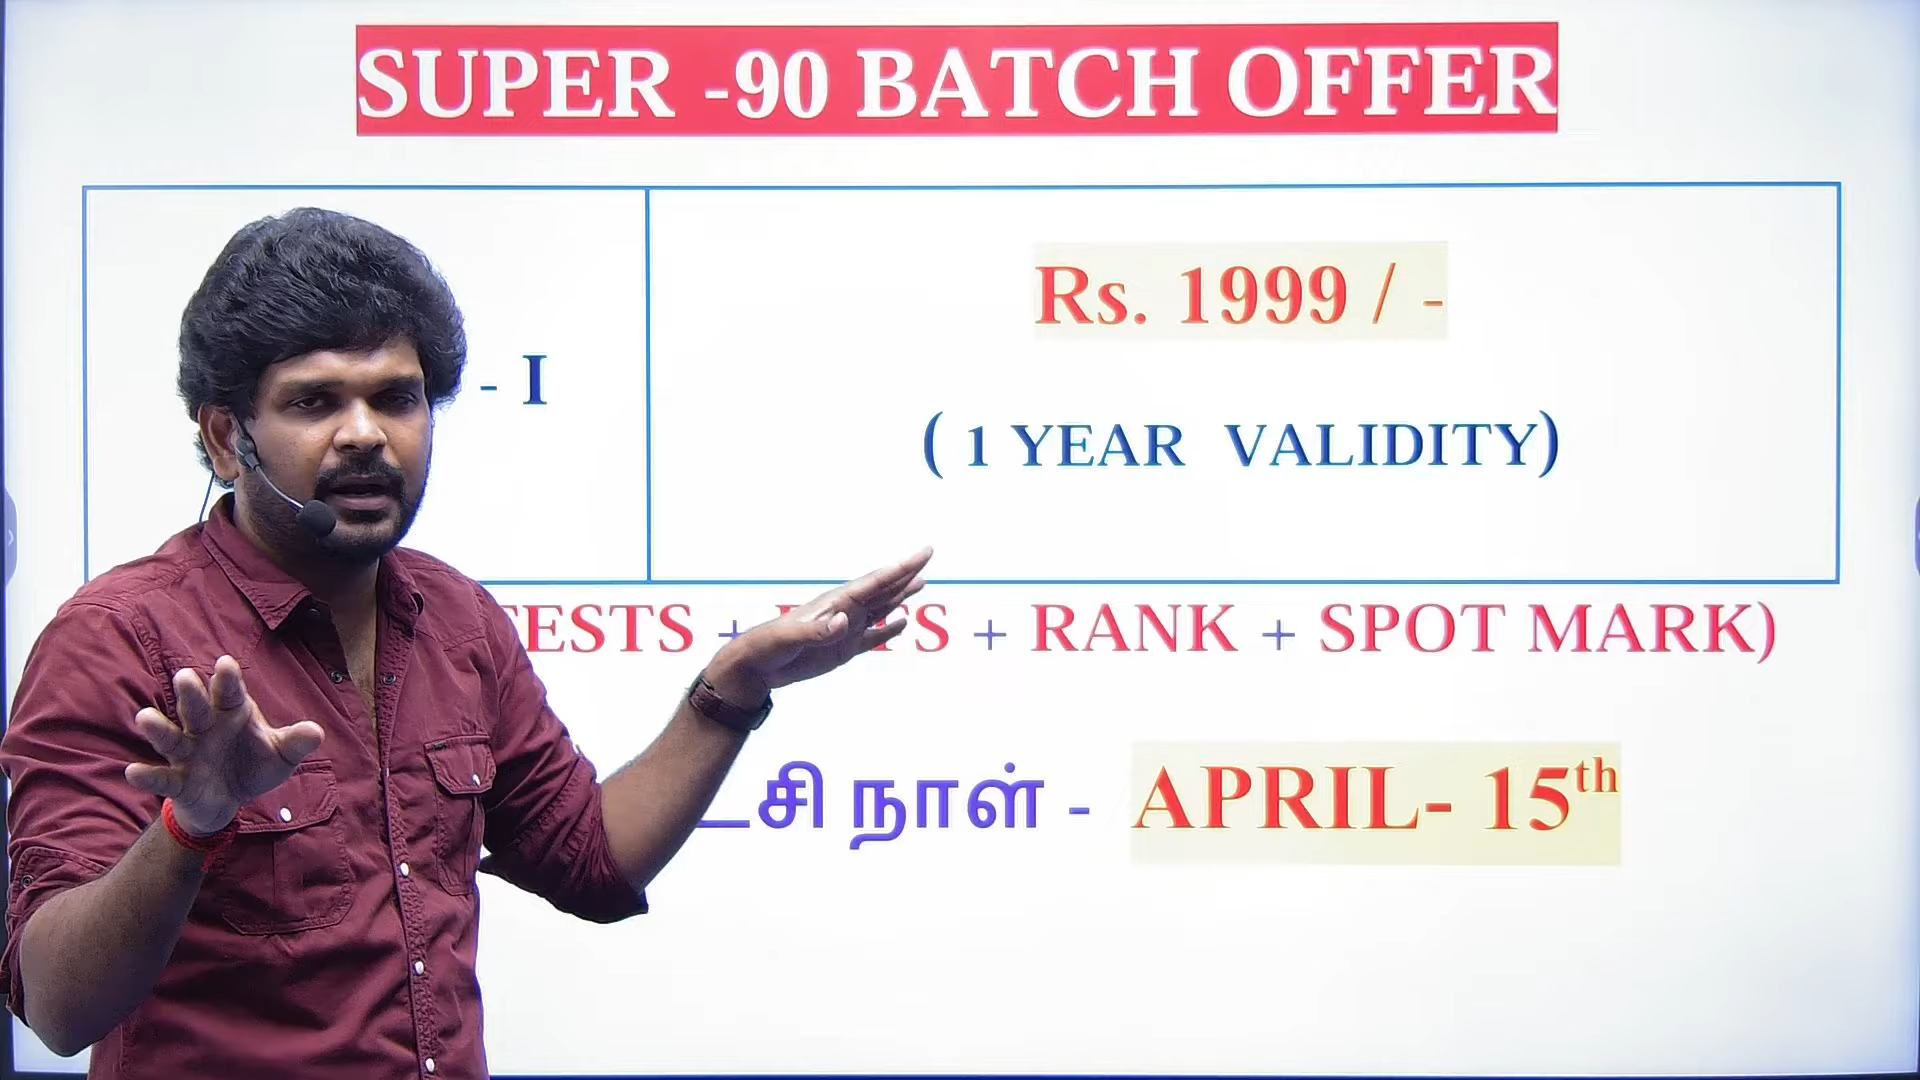 SUPER -90 BATCH OFFER
- I
Rs. 1999 / -
( 1 YEAR VALIDITY)
TESTS + + RANK + SPOT MARK)
நாள் - APRIL- 15th